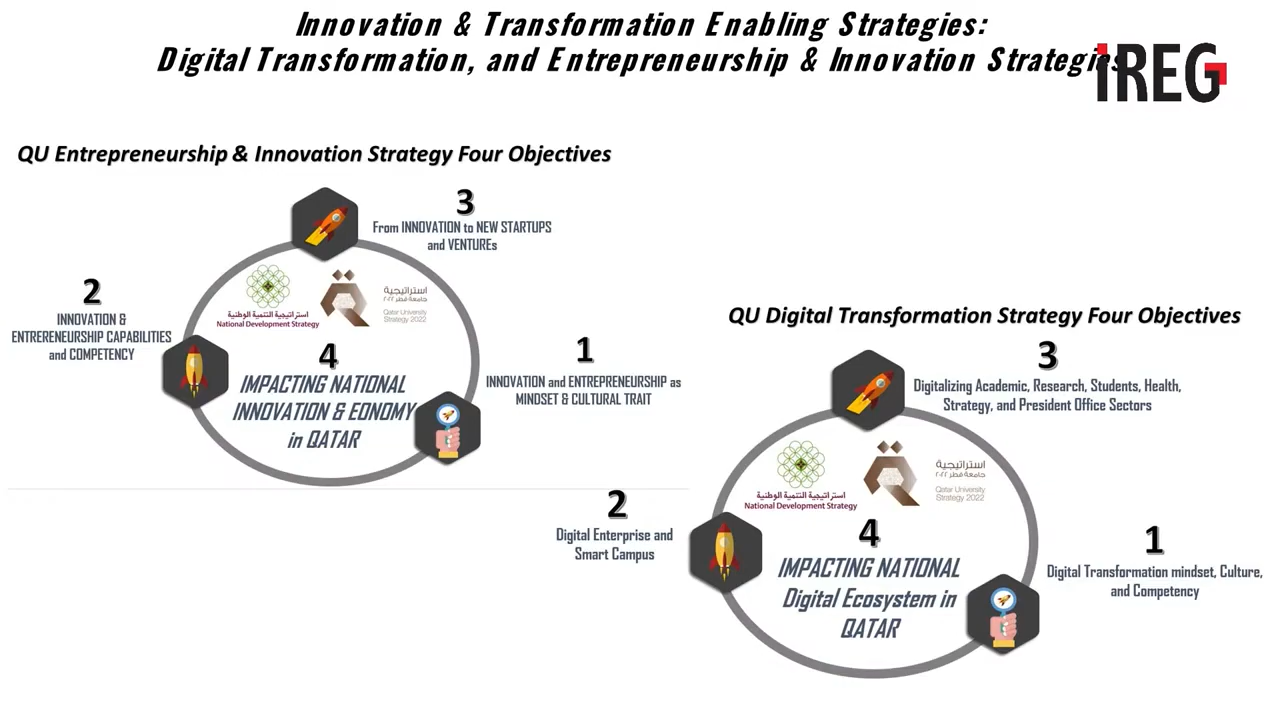 Innovation & Transformation Enabling Strategies:
Digital Transformation, and Entrepreneurship & Innovation Strategies
iREG
QU Entrepreneurship & Innovation Strategy Four Objectives
3
From INNOVATION to NEW STARTUPS
and VENTUREs
2
INNOVATION &
ENTRERENEURSHIP CAPABILITIES
and COMPETENCY
استراتيجية التنمية الوطنية
National Development Strategy
استراتيجية
جامعة قطر ٢٠٢٢
Qatar University
Strategy 2022
4
IMPACTING NATIONAL
INNOVATION & EONOMY
in QATAR
1
INNOVATION and ENTREPRENEURSHIP as
MINDSET & CULTURAL TRAIT
QU Digital Transformation Strategy Four Objectives
3
Digitalizing Academic, Research, Students, Health,
Strategy, and President Office Sectors
2
Digital Enterprise and
Smart Campus
استراتيجية التنمية الوطنية
National Development Strategy
استراتيجية
جامعة قطر ٢٠٢٢
Qatar University
Strategy 2022
4
IMPACTING NATIONAL
Digital Ecosystem in
QATAR
1
Digital Transformation mindset, Culture,
and Competency